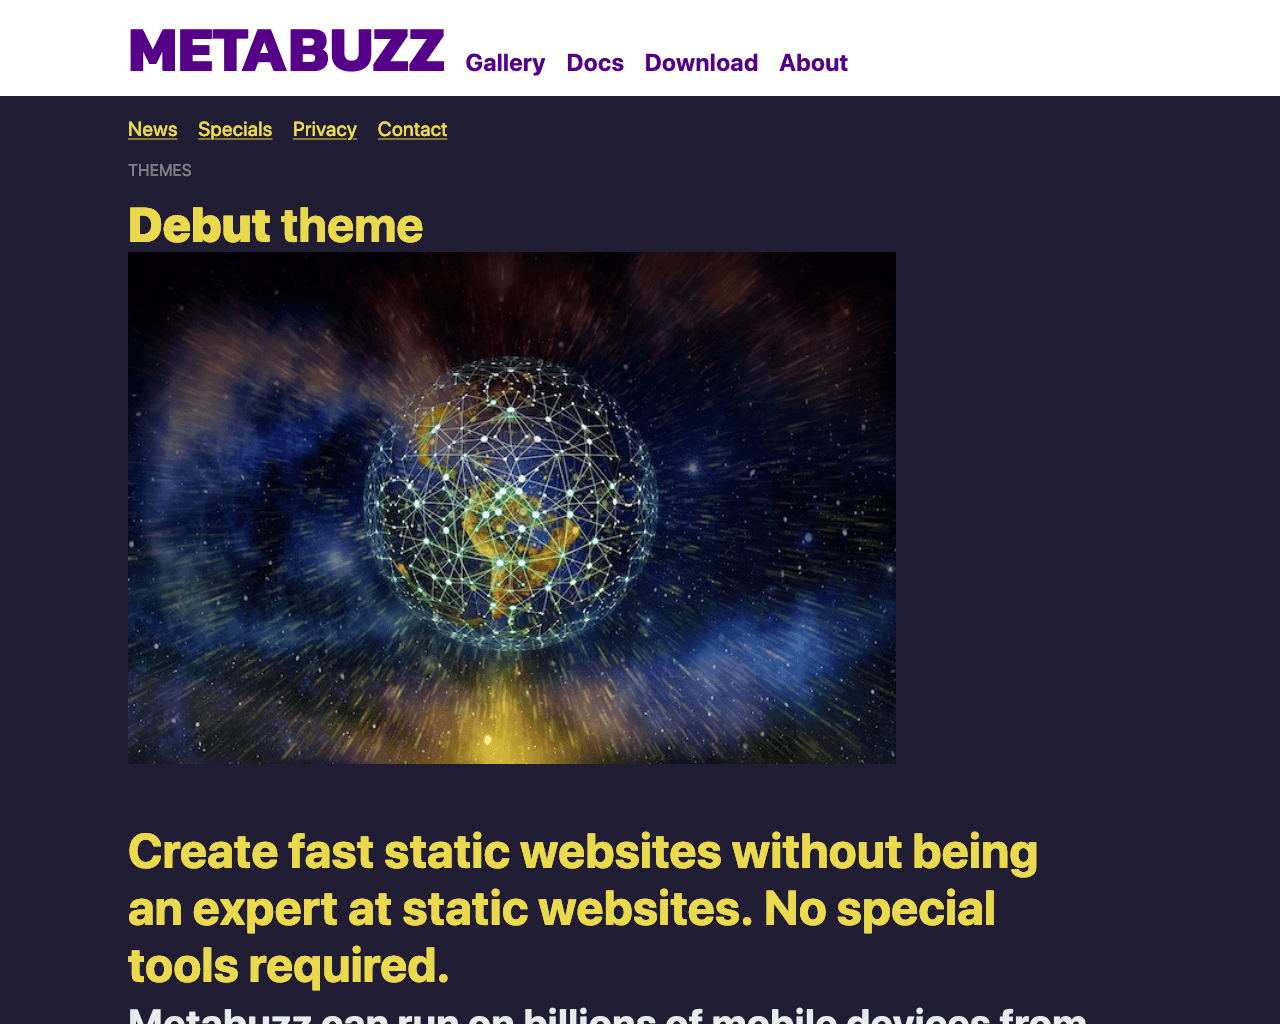 METABUZZ Gallery Docs Download About
News Specials Privacy Contact
THEMES
Debut theme
Create fast static websites without being
an expert at static websites. No special
tools required.
Metabuzz can run on billions of mobile devices from